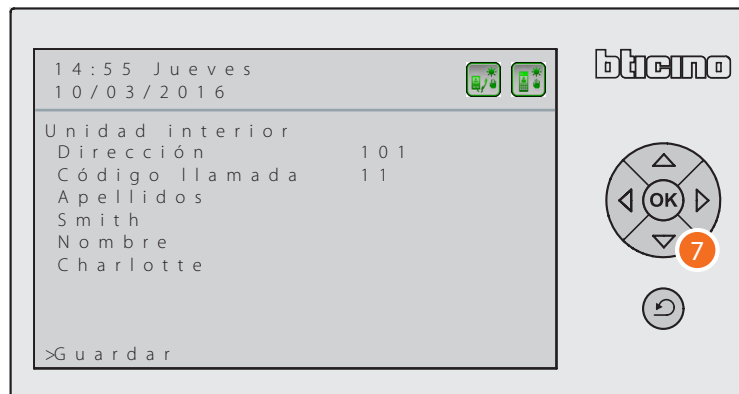 14:55 Jueves
10/03/2016
bticino
Unidad interior
Dirección 101
Código llamada 11
Apellidos
Smith
Nombre
Charlotte
>Guardar
OK
7